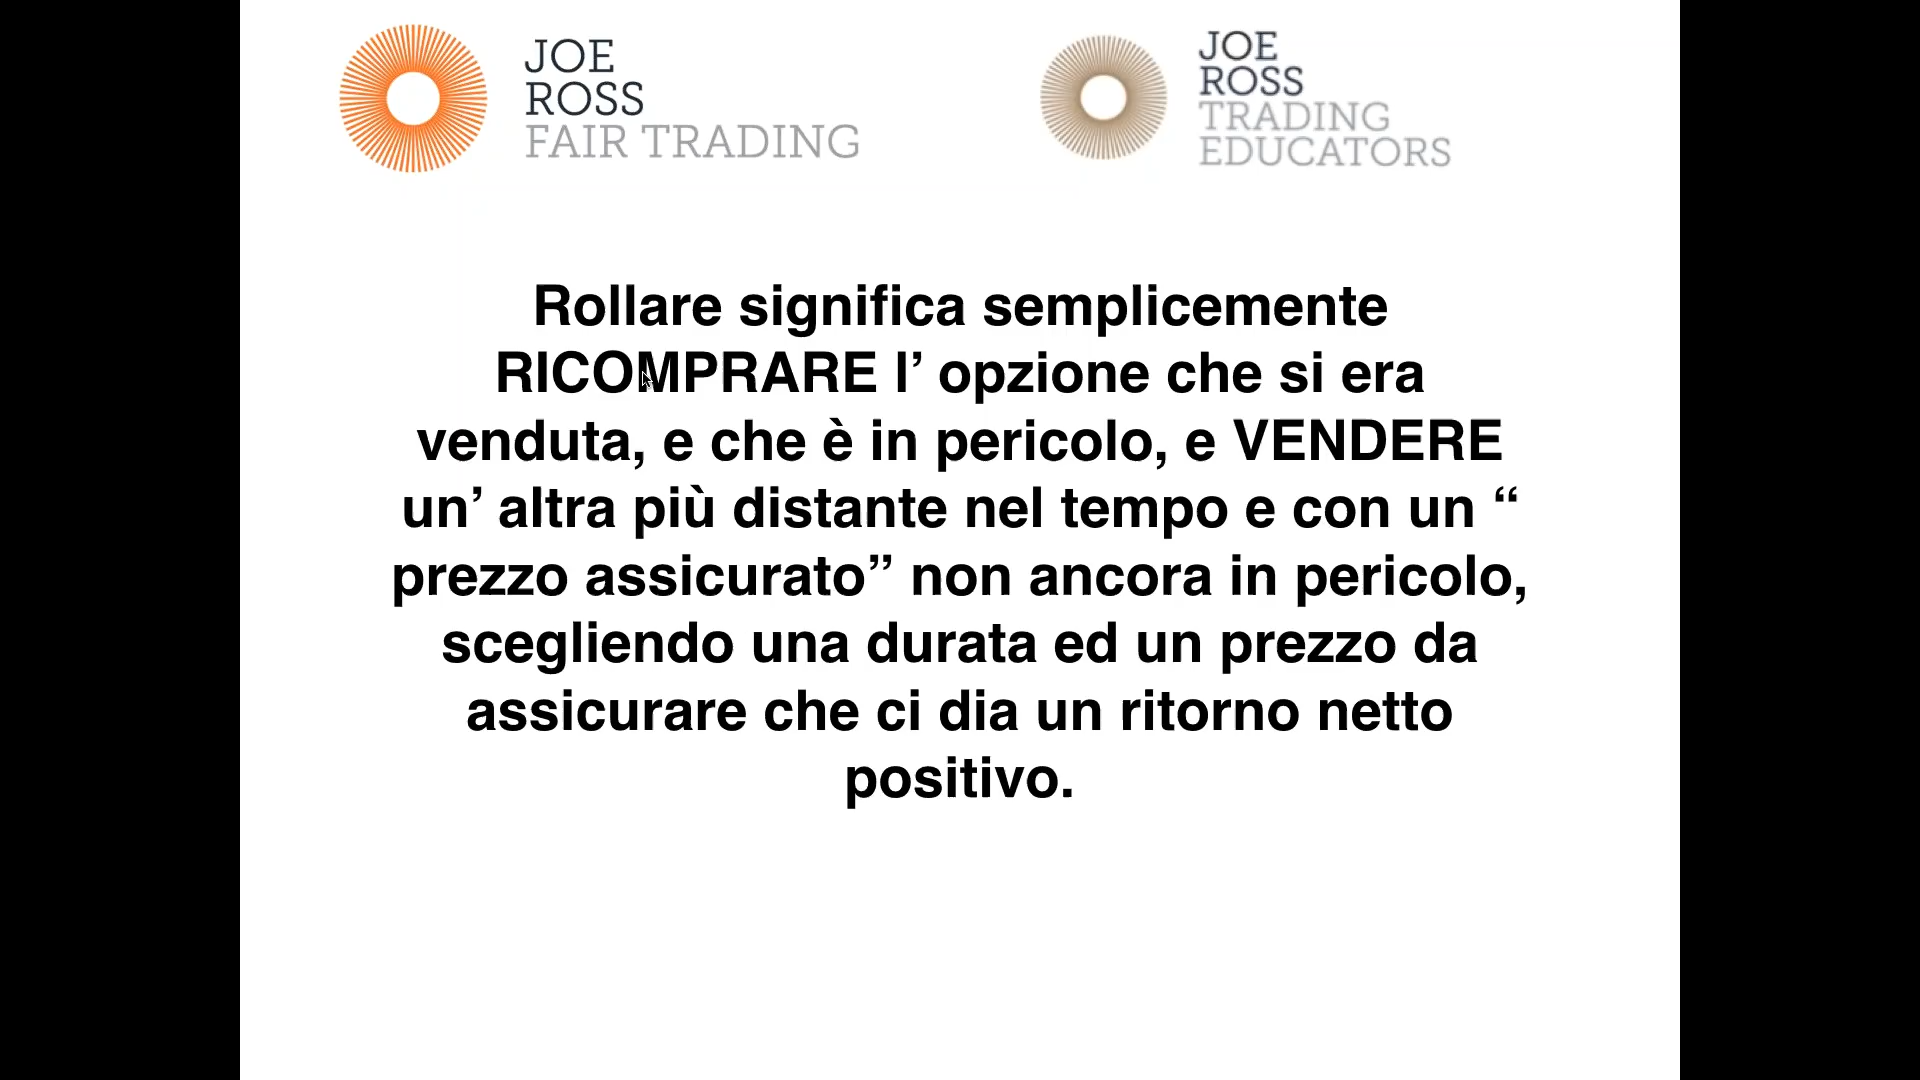 JOE
ROSS
FAIR TRADING
JOE
ROSS
TRADING
EDUCATORS
Rollare significa semplicemente
RICOMPRARE l’ opzione che si era
venduta, e che è in pericolo, e VENDERE
un’ altra più distante nel tempo e con un “
prezzo assicurato” non ancora in pericolo,
scegliendo una durata ed un prezzo da
assicurare che ci dia un ritorno netto
positivo.